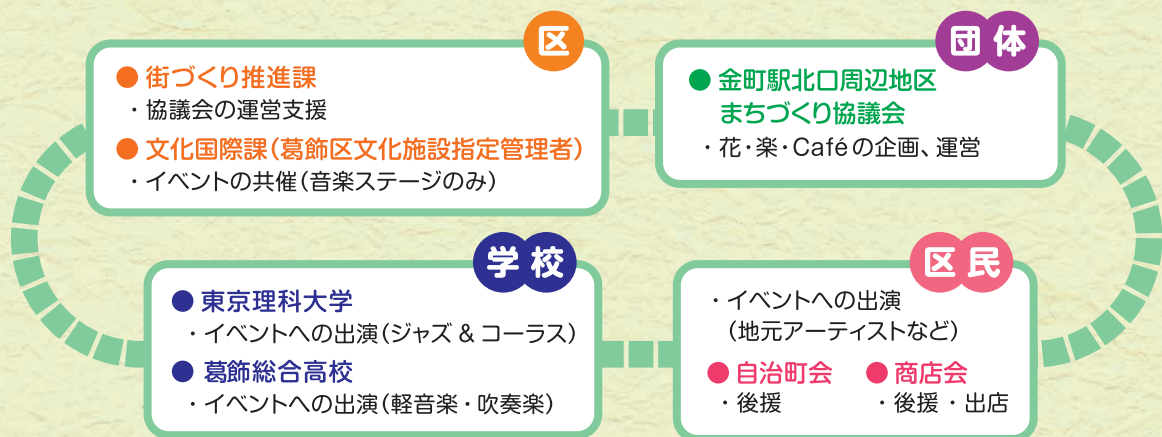 区
● 街づくり推進課
・協議会の運営支援
● 文化国際課（葛飾区文化施設指定管理者）
・イベントの共催（音楽ステージのみ）
団体
● 金町駅北口周辺地区
まちづくり協議会
・花・楽・Caféの企画、運営
学校
● 東京理科大学
・イベントへの出演（ジャズ & コーラス）
● 葛飾総合高校
・イベントへの出演（軽音楽・吹奏楽）
区民
・イベントへの出演
（地元アーティストなど）
● 自治町会 ● 商店会
・後援 ・後援・出店